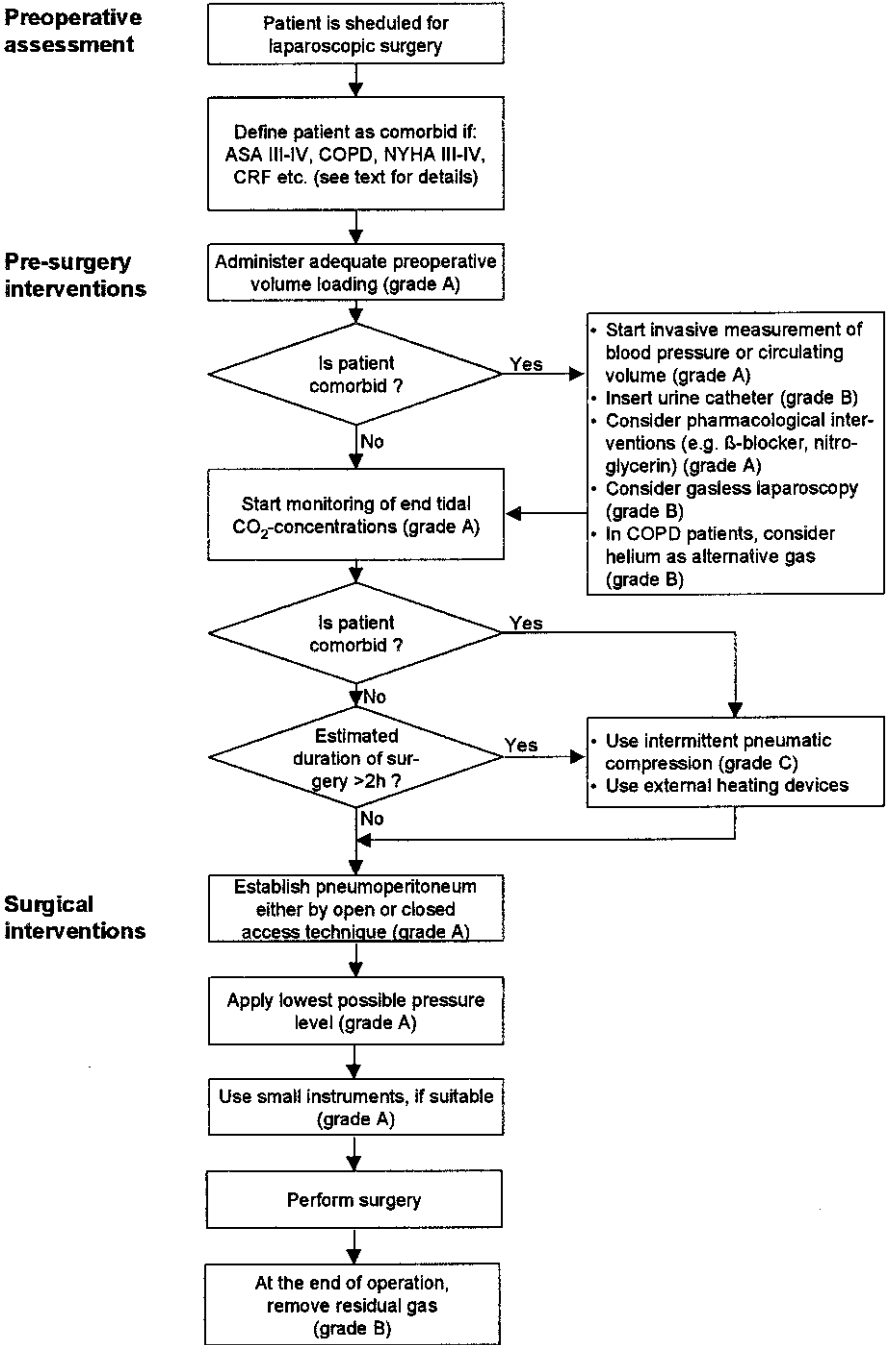 Preoperative
assessment
Patient is sheduled for
laparoscopic surgery
Define patient as comorbid if:
ASA III-IV, COPD, NYHA III-IV,
CRF etc. (see text for details)
Pre-surgery
interventions
Administer adequate preoperative
volume loading (grade A)
Is patient
comorbid ?
Yes
No
• Start invasive measurement of
blood pressure or circulating
volume (grade A)
• Insert urine catheter (grade B)
• Consider pharmacological inter-
ventions (e.g. ß-blocker, nitro-
glycerin) (grade A)
• Consider gasless laparoscopy
(grade B)
• In COPD patients, consider
helium as alternative gas
(grade B)
Start monitoring of end tidal
CO₂-concentrations (grade A)
Is patient
comorbid ?
Yes
No
Estimated
duration of sur-
gery >2h ?
Yes
No
• Use intermittent pneumatic
compression (grade C)
• Use external heating devices
Surgical
interventions
Establish pneumoperitoneum
either by open or closed
access technique (grade A)
Apply lowest possible pressure
level (grade A)
Use small instruments, if suitable
(grade A)
Perform surgery
At the end of operation,
remove residual gas
(grade B)